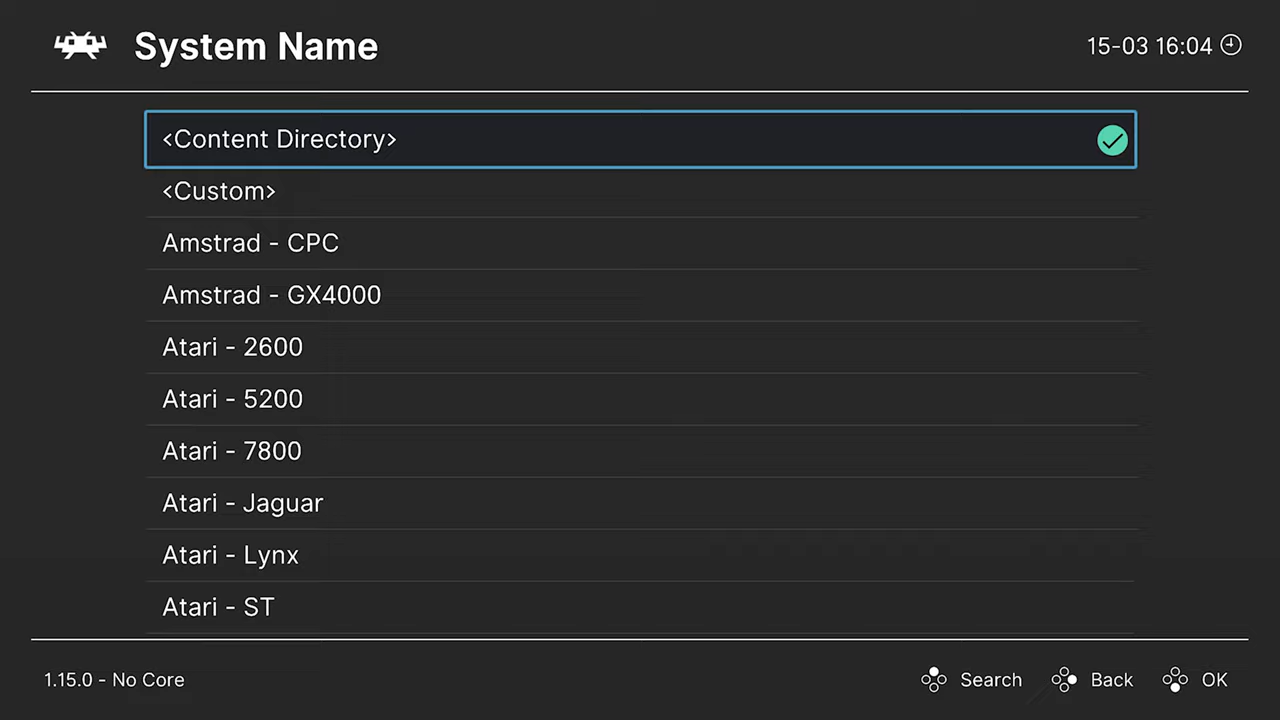 System Name
15-03 16:04
<Content Directory>
<Custom>
Amstrad - CPC
Amstrad - GX4000
Atari - 2600
Atari - 5200
Atari - 7800
Atari - Jaguar
Atari - Lynx
Atari - ST
1.15.0 - No Core
Search
Back
OK